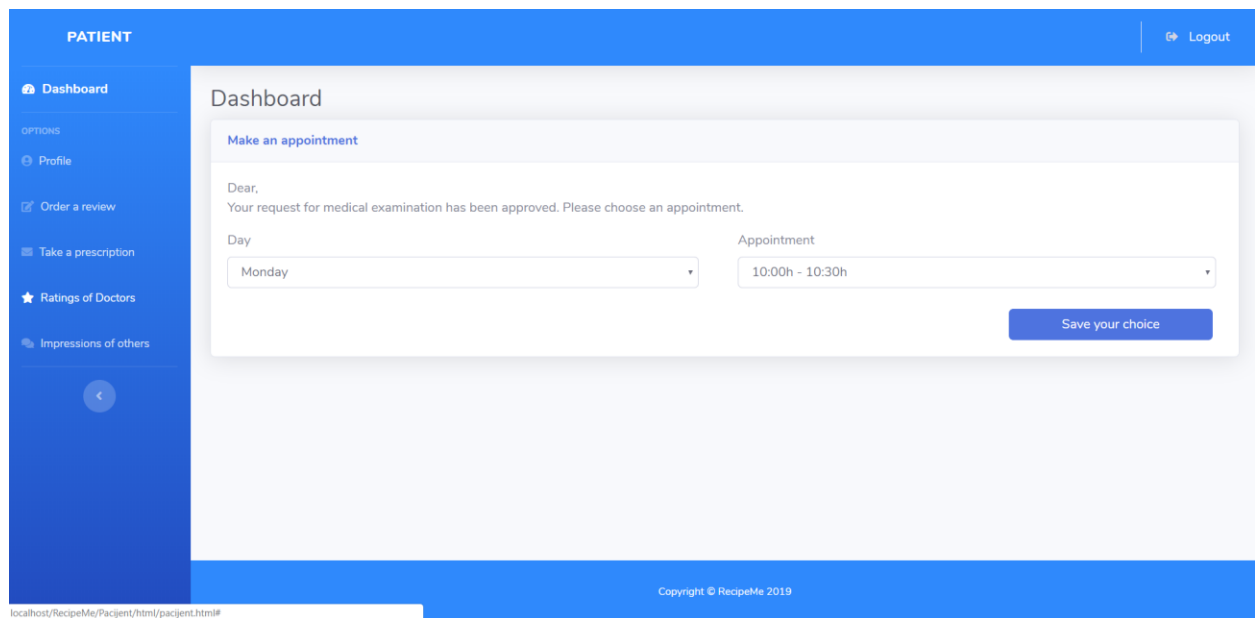 PATIENT
Logout
Dashboard
OPTIONS
Profile
Order a review
Take a prescription
Ratings of Doctors
Impressions of others
Dashboard
Make an appointment
Dear,
Your request for medical examination has been approved. Please choose an appointment.
Day
Appointment
Monday
10:00h - 10:30h
Save your choice
Copyright © RecipeMe 2019
localhost/RecipeMe/Pacijent/html/pacijent.html#